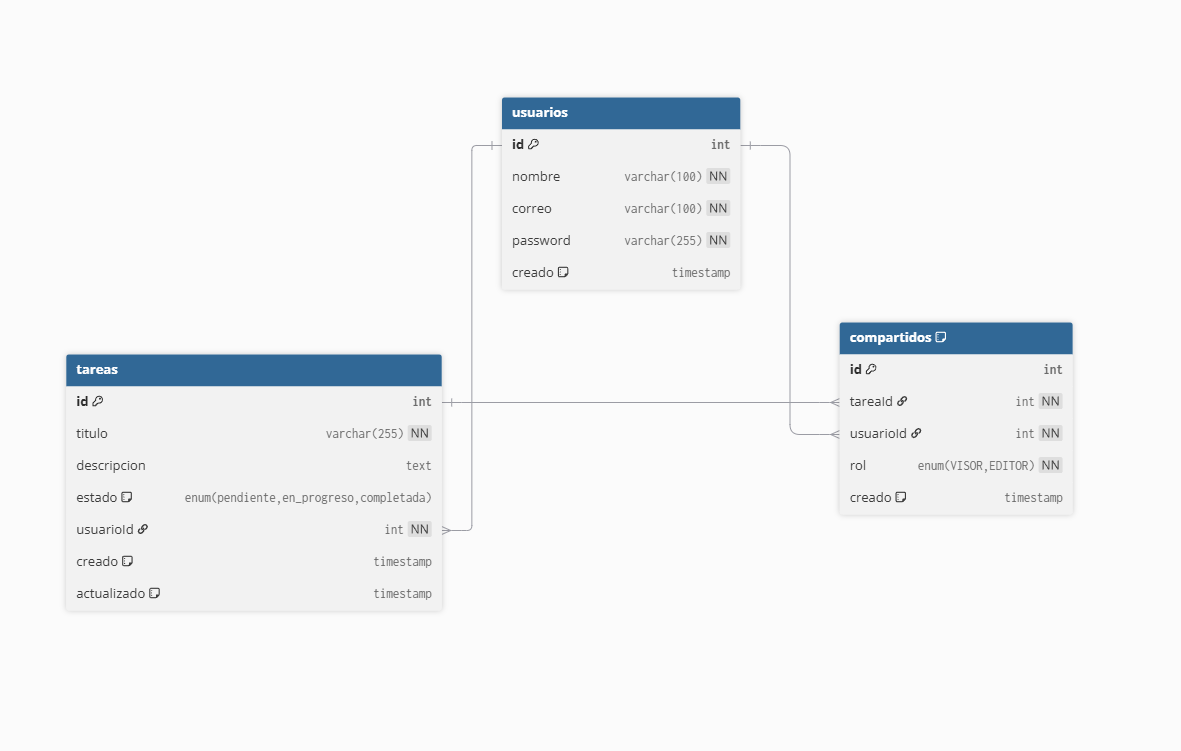 usuarios
id int
nombre varchar(100) NN
correo varchar(100) NN
password varchar(255) NN
creado timestamp
compartidos
id int
tareaId int NN
usuarioId int NN
rol enum(VISOR,EDITOR) NN
creado timestamp
tareas
id int
titulo varchar(255) NN
descripcion text
estado enum(pendiente,en_progreso,completada)
usuarioId int NN
creado timestamp
actualizado timestamp